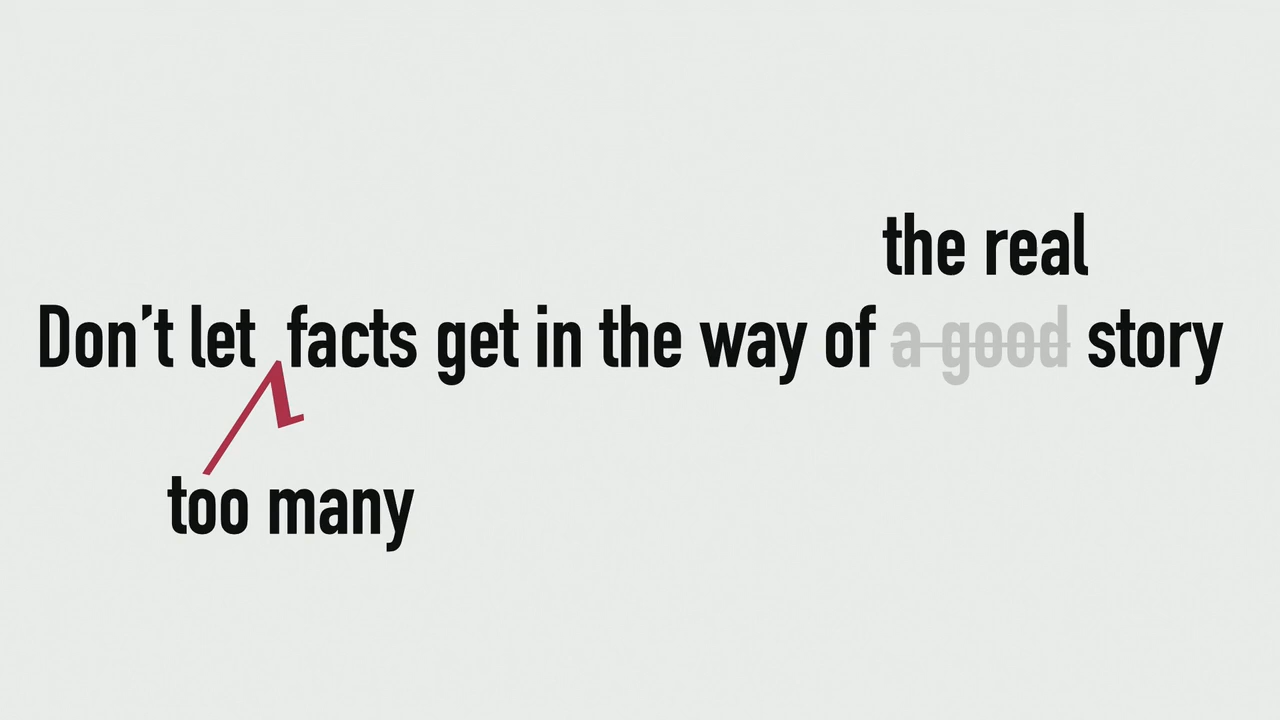 the real
Don’t let facts get in the way of a good story
too many